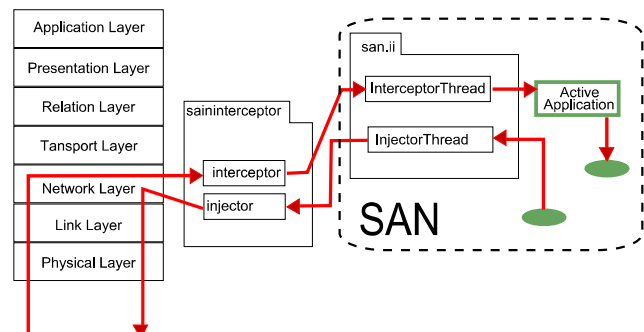 Application Layer
Presentation Layer
Relation Layer
Transport Layer
Network Layer
Link Layer
Physical Layer
saininterceptor
interceptor
injector
san.ii
InterceptorThread
InjectorThread
Active
Application
SAN